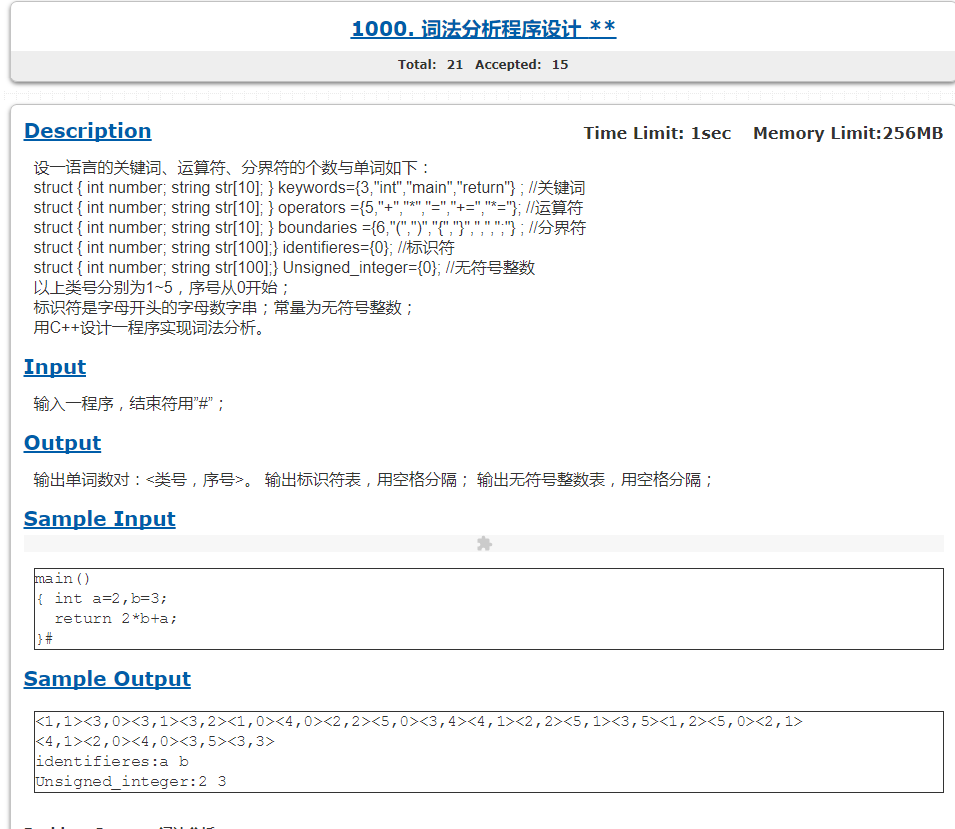 1000. 词法分析程序设计 **
Total: 21 Accepted: 15
Description
Time Limit: 1sec Memory Limit:256MB
设一语言的关键词、运算符、分界符的个数与单词如下：
struct { int number; string str[10]; } keywords={3,"int","main","return"} ; //关键词
struct { int number; string str[10]; } operators ={5,"+","*","=","+=","*="}; //运算符
struct { int number; string str[10]; } boundaries ={6,"(",")","{","}",",",";"} ; //分界符
struct { int number; string str[100];} identifieres={0}; //标识符
struct { int number; string str[100];} Unsigned_integer={0}; //无符号整数
以上类号分别为1~5，序号从0开始；
标识符是字母开头的字母数字串；常量为无符号整数；
用C++设计一程序实现词法分析。
Input
输入一程序，结束符用”#”；
Output
输出单词数对：<类号，序号>。 输出标识符表，用空格分隔； 输出无符号整数表，用空格分隔；
Sample Input
main()
{ int a=2,b=3;
return 2*b+a;
}#
Sample Output
<1,1><3,0><3,1><3,2><1,0><4,0><2,2><5,0><3,4><4,1><2,2><5,1><3,5><1,2><5,0><2,1>
<4,1><2,0><4,0><3,5><3,3>
identifieres:a b
Unsigned_integer:2 3